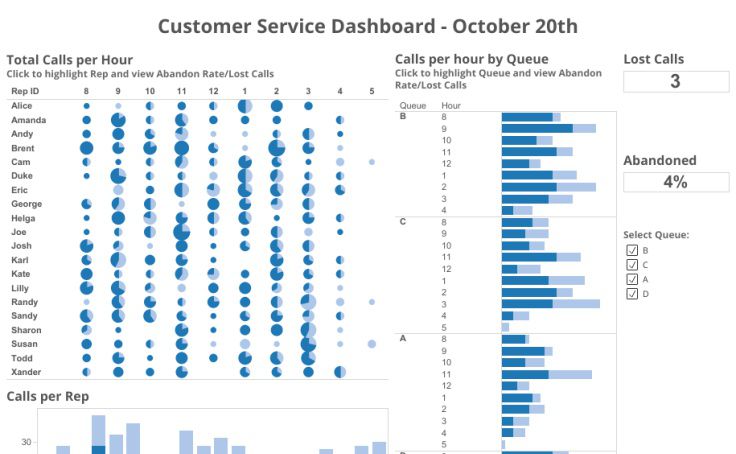 Customer Service Dashboard - October 20th
Total Calls per Hour
Click to highlight Rep and view Abandon Rate/Lost Calls
Rep ID 8 9 10 11 12 1 2 3 4 5
Alice
Amanda
Andy
Brent
Cam
Duke
Eric
George
Helga
Joe
Josh
Karl
Kate
Lilly
Randy
Sandy
Sharon
Susan
Todd
Xander
Calls per Rep
30
Calls per hour by Queue
Click to highlight Queue and view Abandon
Rate/Lost Calls
Queue Hour
B 8
9
10
11
12
1
2
3
4
C 8
9
10
11
12
1
2
3
4
5
A 8
9
10
11
12
1
2
3
4
5
Lost Calls
3
Abandoned
4%
Select Queue:
B
C
A
D